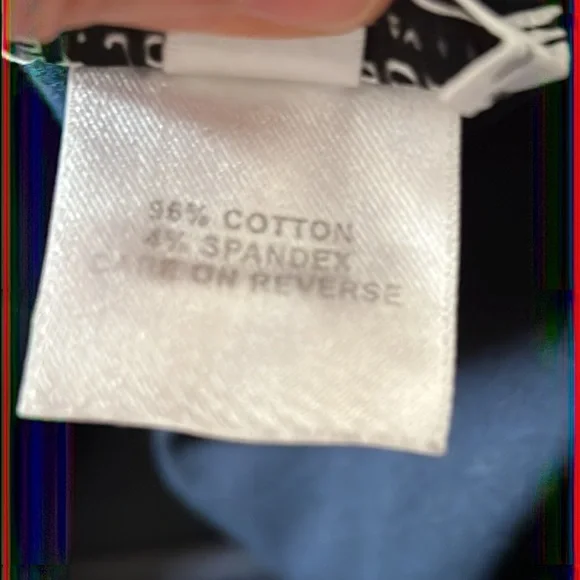 96% COTTON
4% SPANDEX
CARE ON REVERSE